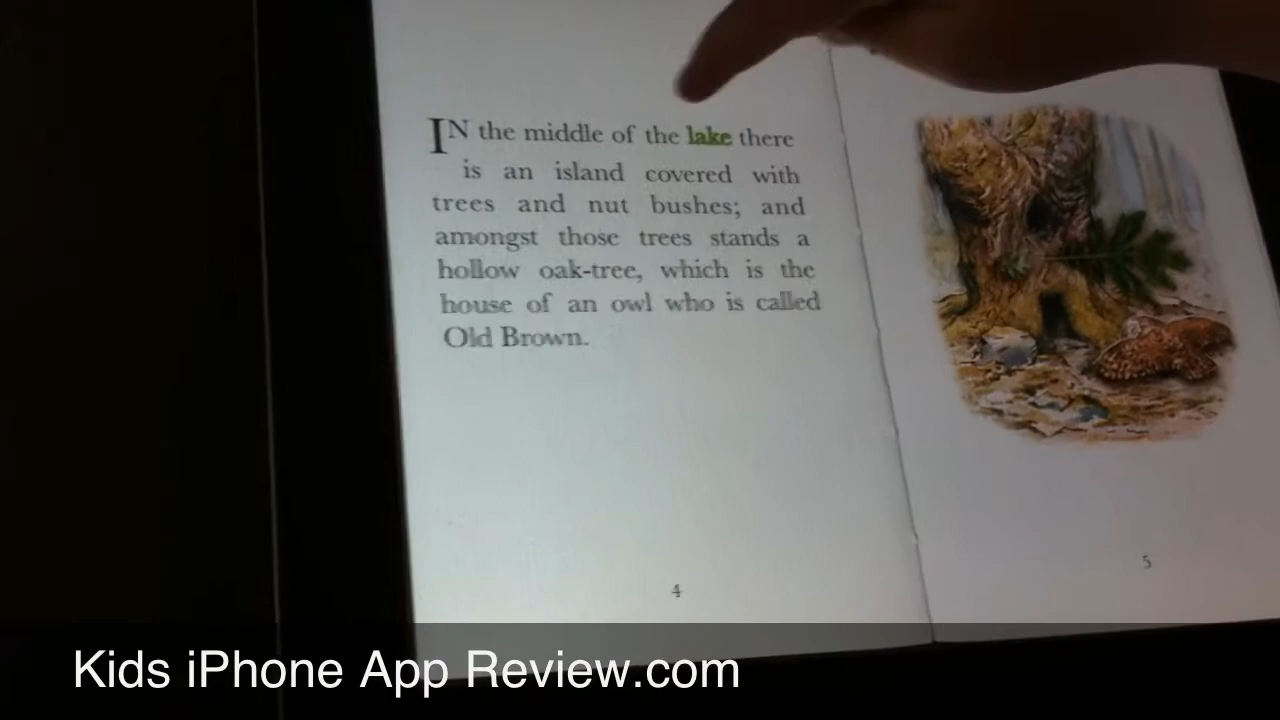 IN the middle of the lake there
is an island covered with
trees and nut bushes; and
amongst those trees stands a
hollow oak-tree, which is the
house of an owl who is called
Old Brown.
4
5
Kids iPhone App Review.com